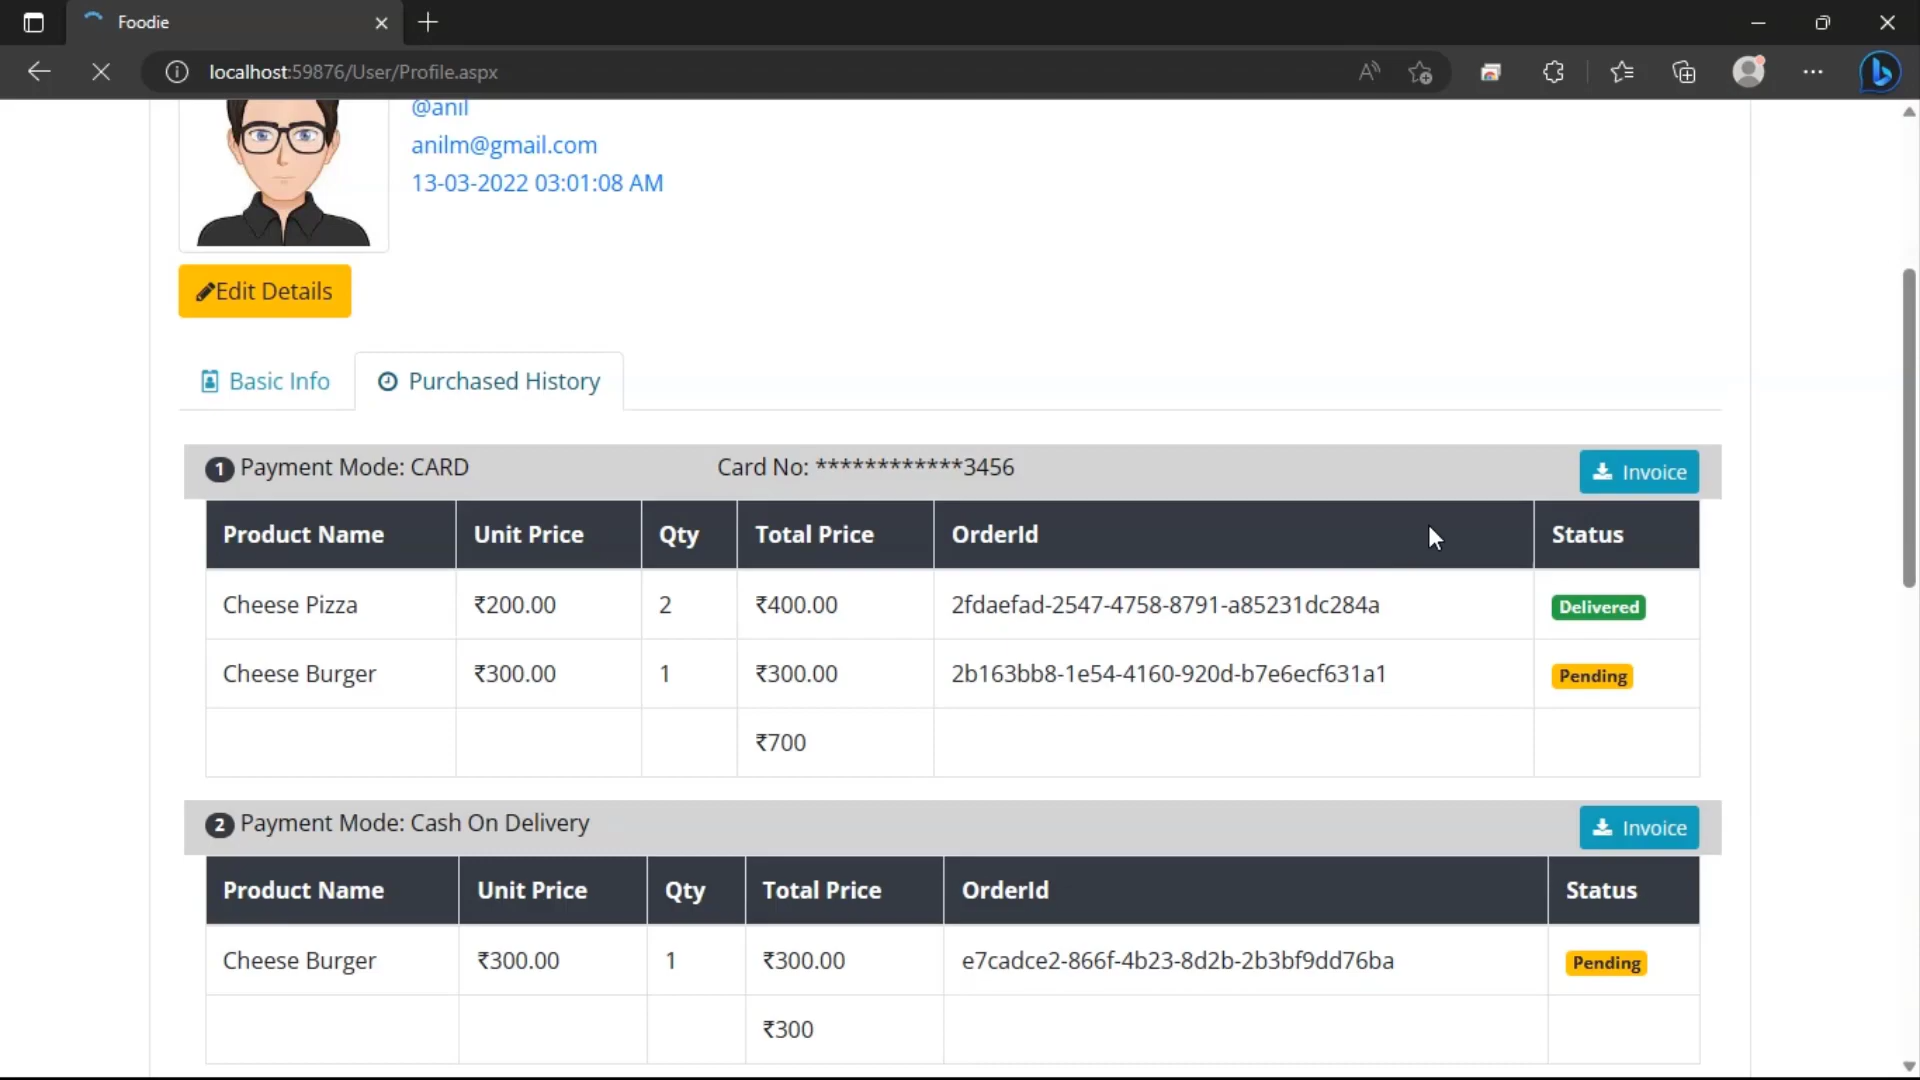 Foodie
localhost:59876/User/Profile.aspx
@anil
anilm@gmail.com
13-03-2022 03:01:08 AM
Edit Details
Basic Info Purchased History
1 Payment Mode: CARD Card No: ************3456 Invoice
Product Name Unit Price Qty Total Price OrderId Status
Cheese Pizza ₹200.00 2 ₹400.00 2fdaefad-2547-4758-8791-a85231dc284a Delivered
Cheese Burger ₹300.00 1 ₹300.00 2b163bb8-1e54-4160-920d-b7e6ecf631a1 Pending
₹700
2 Payment Mode: Cash On Delivery Invoice
Product Name Unit Price Qty Total Price OrderId Status
Cheese Burger ₹300.00 1 ₹300.00 e7cadce2-866f-4b23-8d2b-2b3bf9dd76ba Pending
₹300